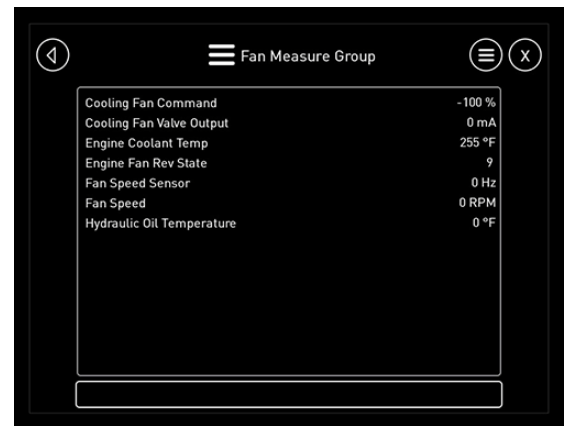 Fan Measure Group
X
Cooling Fan Command -100 %
Cooling Fan Valve Output 0 mA
Engine Coolant Temp 255 °F
Engine Fan Rev State 9
Fan Speed Sensor 0 Hz
Fan Speed 0 RPM
Hydraulic Oil Temperature 0 °F